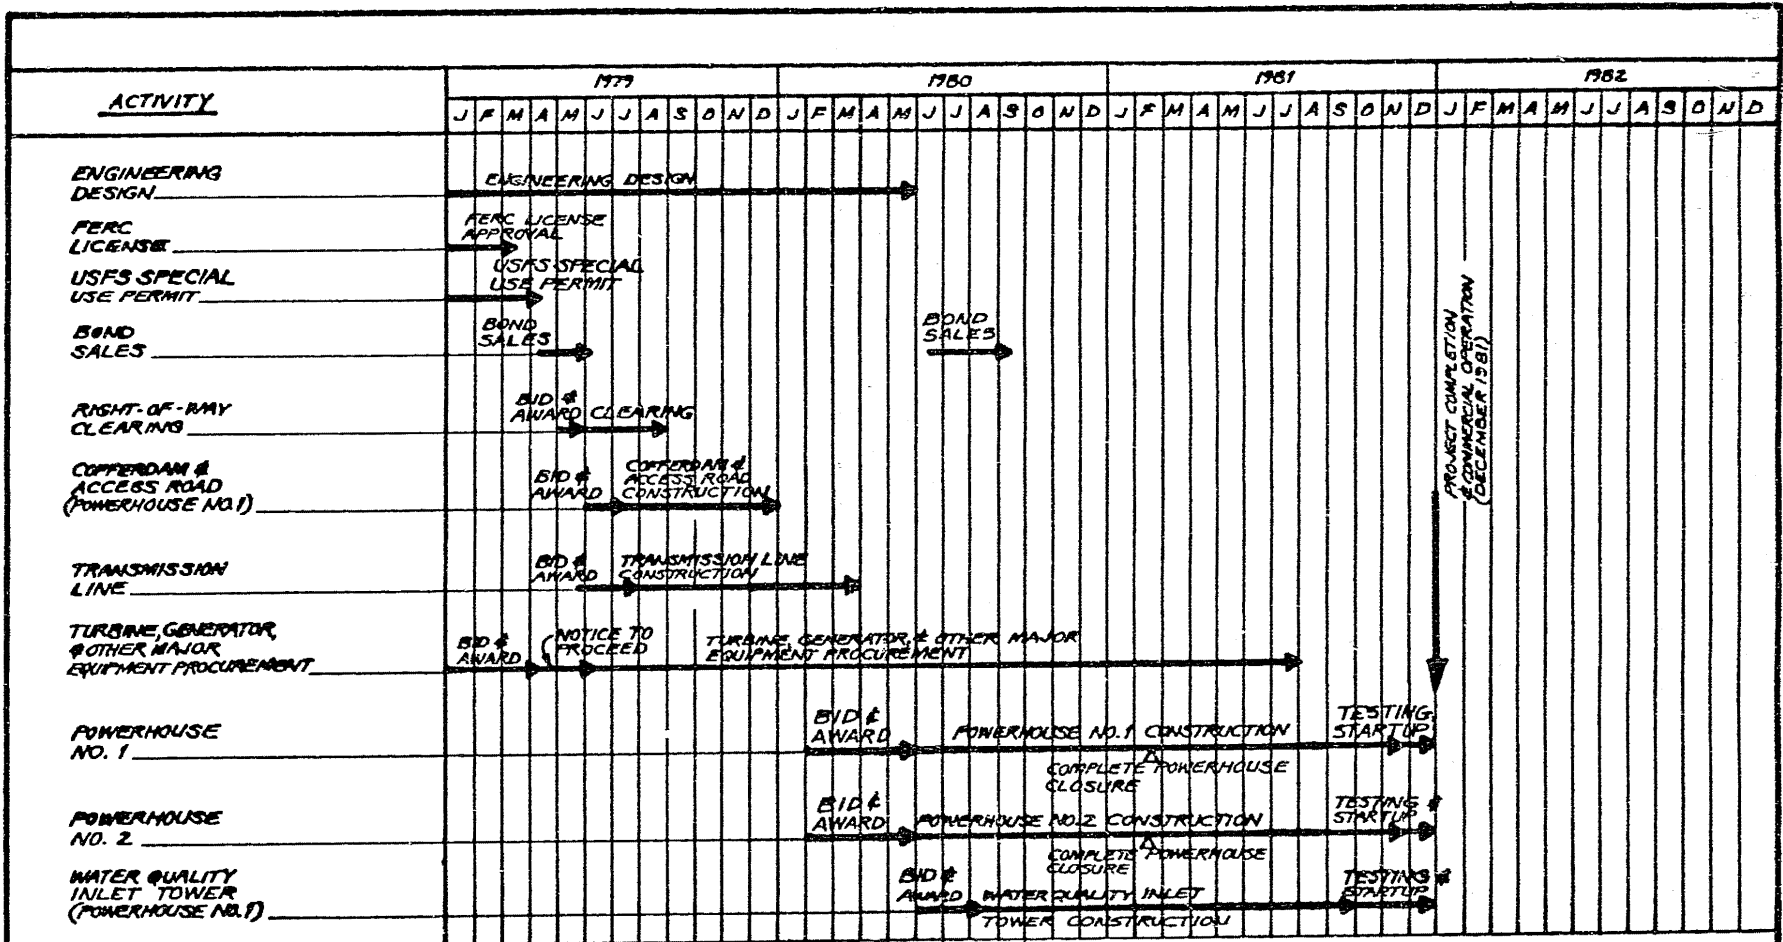 ACTIVITY
1979 1980 1981 1982
J F M A M J J A S O N D J F M A M J J A S O N D J F M A M J J A S O N D J F M A M J J A S O N D
ENGINEERING
DESIGN
ENGINEERING DESIGN
FERC
LICENSE
FERC LICENSE
APPROVAL
USFS SPECIAL
USE PERMIT
USFS SPECIAL
USE PERMIT
BOND
SALES
BOND
SALES
BOND
SALES
PROJECT COMPLETION
& COMMERCIAL OPERATION
(DECEMBER 1981)
RIGHT-OF-WAY
CLEARING
BID &
AWARD CLEARING
COFFERDAM &
ACCESS ROAD
(POWERHOUSE NO.1)
BID &
AWARD
COFFERDAM &
ACCESS ROAD
CONSTRUCTION
TRANSMISSION
LINE
BID &
AWARD
TRANSMISSION LINE
CONSTRUCTION
TURBINE, GENERATOR,
& OTHER MAJOR
EQUIPMENT PROCUREMENT
BID &
AWARD
NOTICE TO
PROCEED
TURBINE, GENERATOR, & OTHER MAJOR
EQUIPMENT PROCUREMENT
POWERHOUSE
NO. 1
BID &
AWARD
POWERHOUSE NO.1 CONSTRUCTION
TESTING,
STARTUP
COMPLETE POWERHOUSE
CLOSURE
POWERHOUSE
NO. 2
BID &
AWARD
POWERHOUSE NO.2 CONSTRUCTION
TESTING &
STARTUP
COMPLETE POWERHOUSE
CLOSURE
WATER QUALITY
INLET TOWER
(POWERHOUSE NO.1)
BID &
AWARD
WATER QUALITY INLET
TOWER CONSTRUCTION
TESTING &
STARTUP